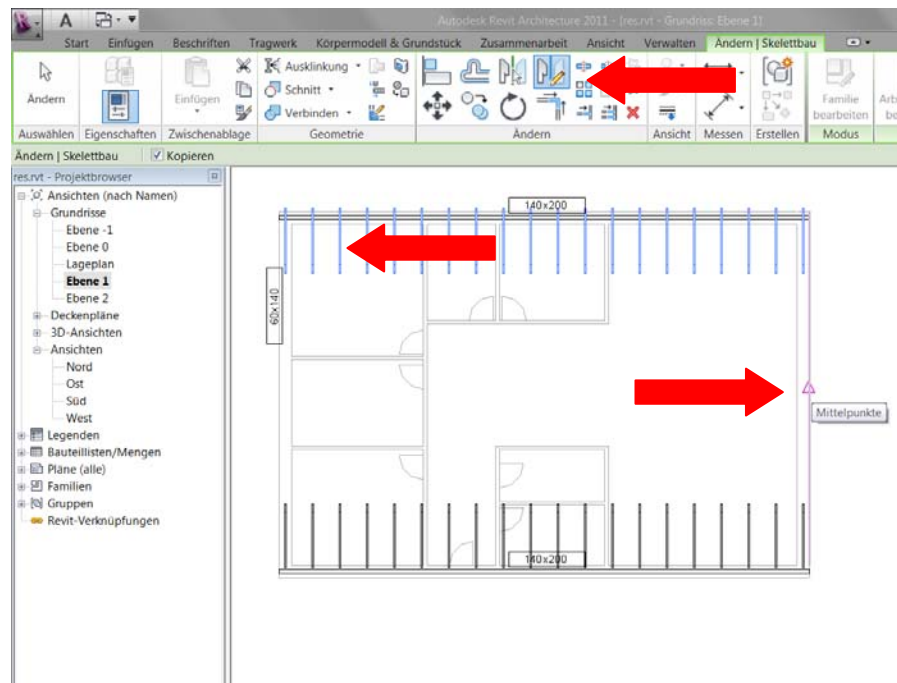 A
Autodesk Revit Architecture 2011 - [res.rvt - Grundriss: Ebene 1]
Start Einfügen Beschriften Tragwerk Körpermodell & Grundstück Zusammenarbeit Ansicht Verwalten Ändern | Skelettbau
Ändern Einfügen Ausklinkung
Schnitt
Verbinden
Familie bearbeiten
Auswählen Eigenschaften Zwischenablage Geometrie Ändern Ansicht Messen Erstellen Modus
Ändern | Skelettbau Kopieren
res.rvt - Projektbrowser
Ansichten (nach Namen)
Grundrisse
Ebene -1
Ebene 0
Lageplan
Ebene 1
Ebene 2
Deckenpläne
3D-Ansichten
Ansichten
Nord
Ost
Süd
West
Legenden
Bauteillisten/Mengen
Pläne (alle)
Familien
Gruppen
Revit-Verknüpfungen
140x200
60x140
Mittelpunkte
140x200